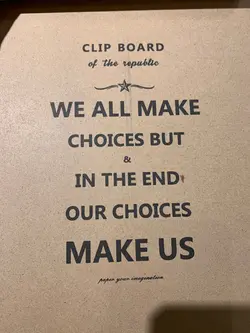 CLIP BOARD
of the republic
WE ALL MAKE
CHOICES BUT
&
IN THE END
OUR CHOICES
MAKE US
paper your imagination